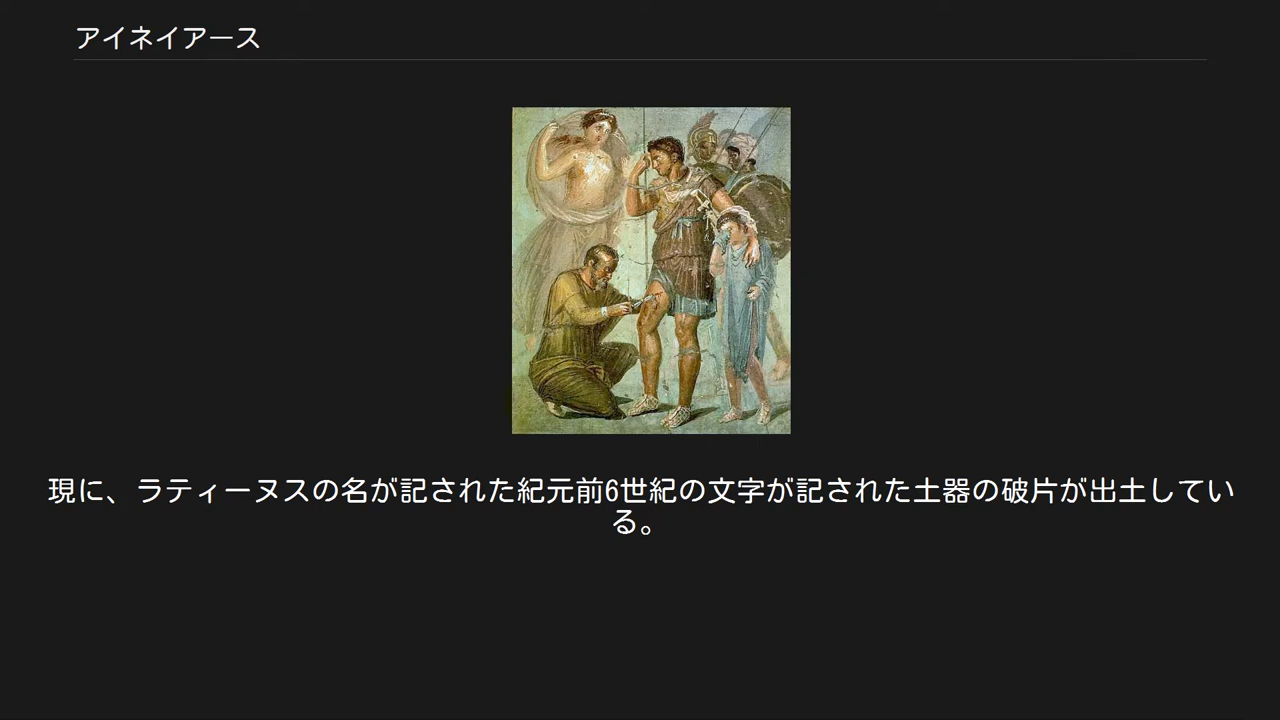 アイネイアース
現に、ラティーヌスの名が記された紀元前6世紀の文字が記された土器の破片が出土してい
る。